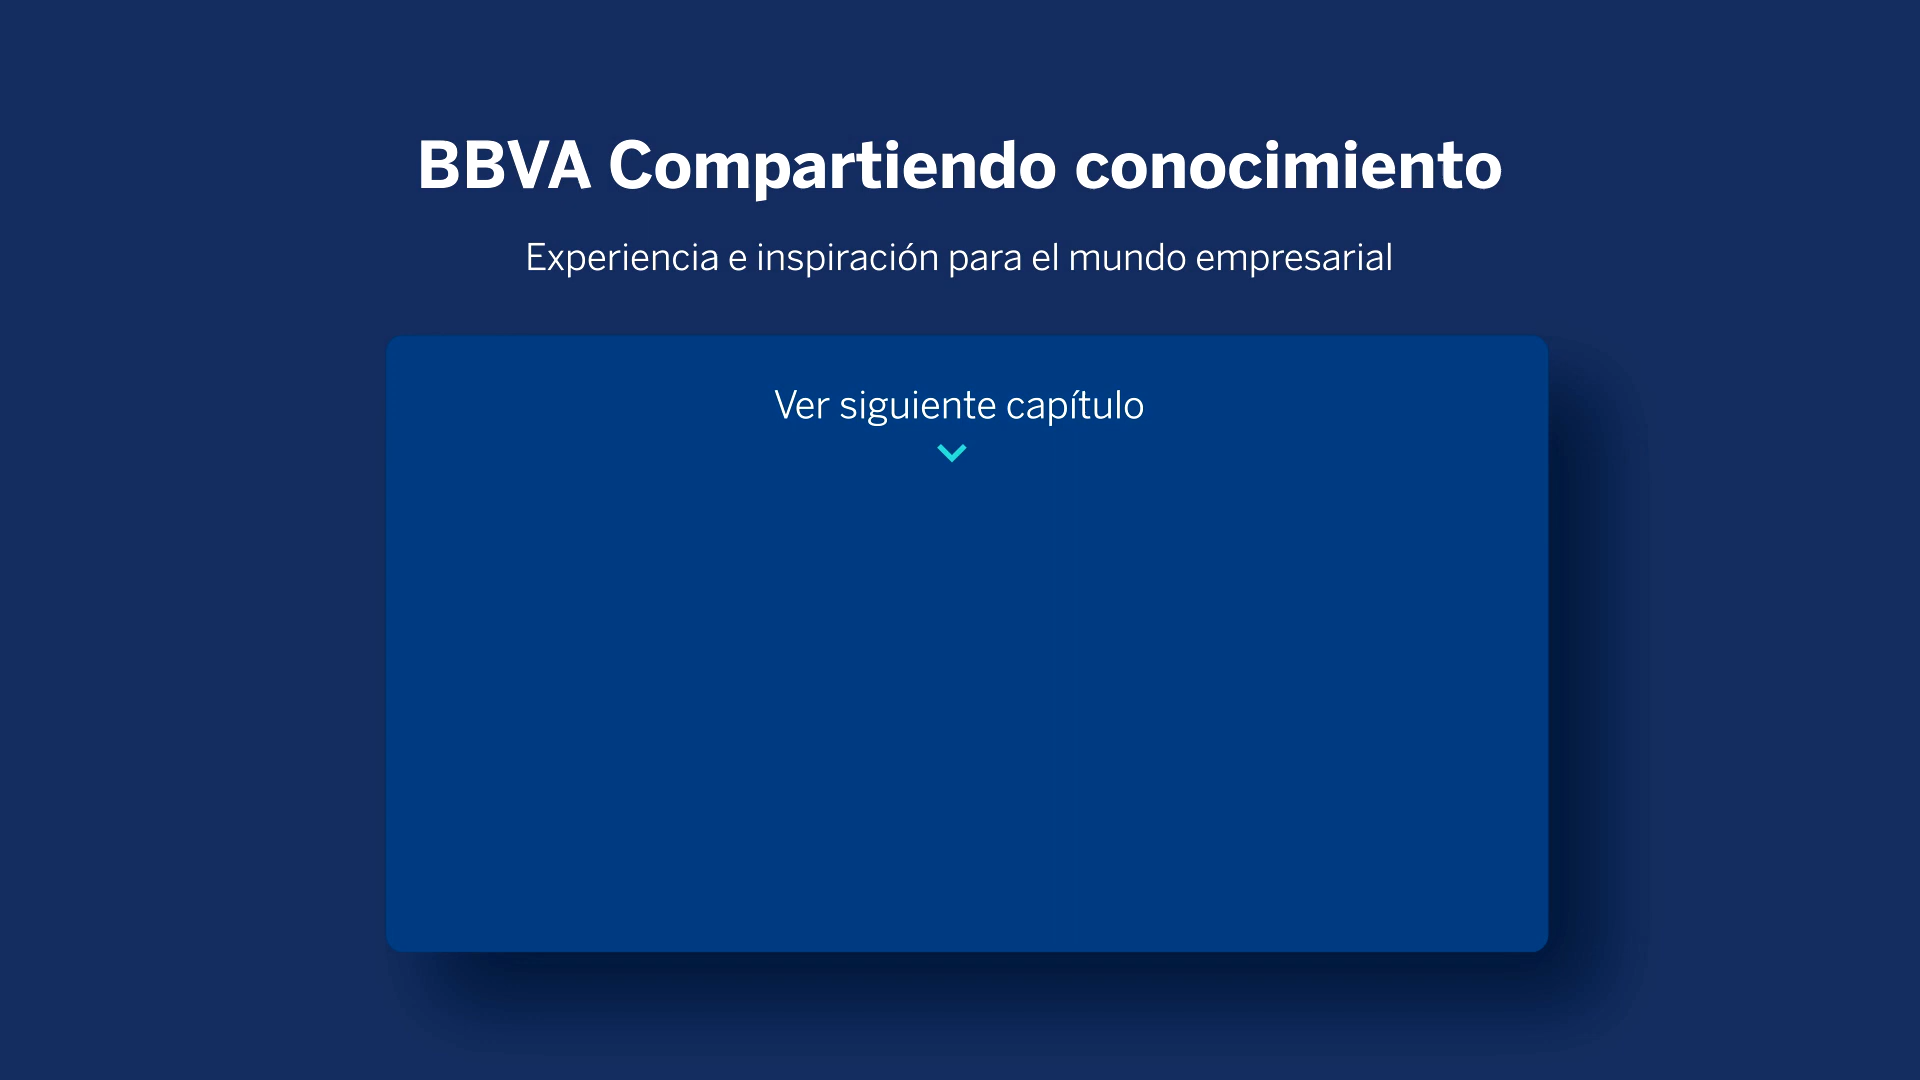 BBVA Compartiendo conocimiento
Experiencia e inspiración para el mundo empresarial
Ver siguiente capítulo